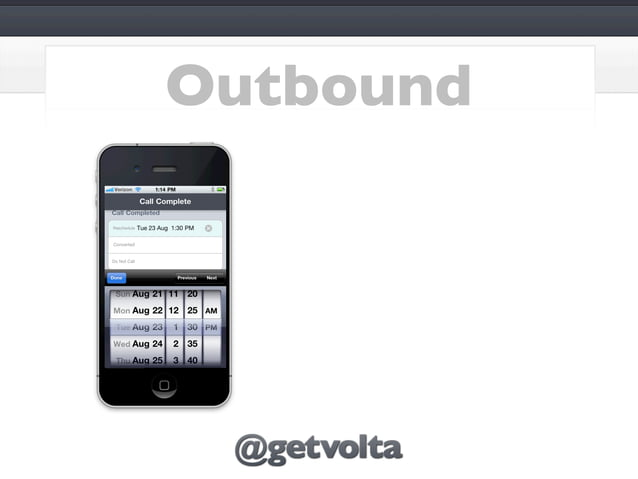 Outbound
Verizon 1:14 PM
Call Complete
Call Completed
Reschedule Tue 23 Aug 1:30 PM
Converted
Do Not Call
Done Previous Next
Sun Aug 21 11 20
Mon Aug 22 12 25 AM
Tue Aug 23 1 30 PM
Wed Aug 24 2 35
Thu Aug 25 3 40
@getvolta